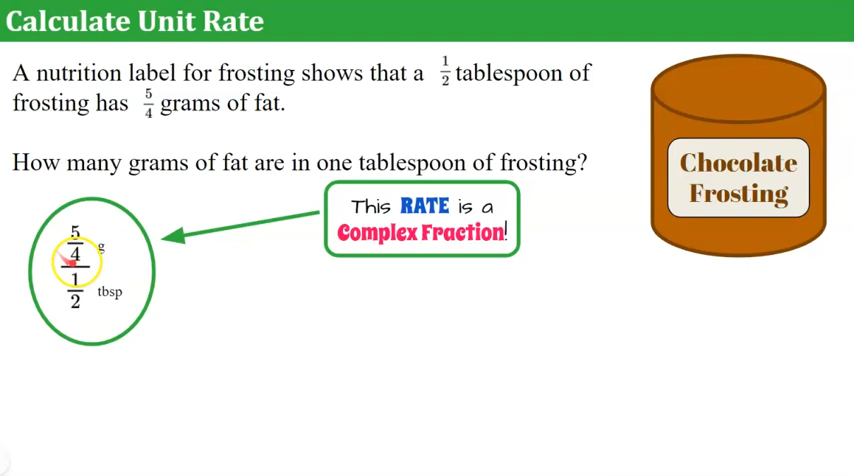 Calculate Unit Rate
A nutrition label for frosting shows that a 1/2 tablespoon of
frosting has 5/4 grams of fat.
How many grams of fat are in one tablespoon of frosting?
Chocolate
Frosting
This RATE is a
Complex Fraction!
5
4 g
1
2 tbsp